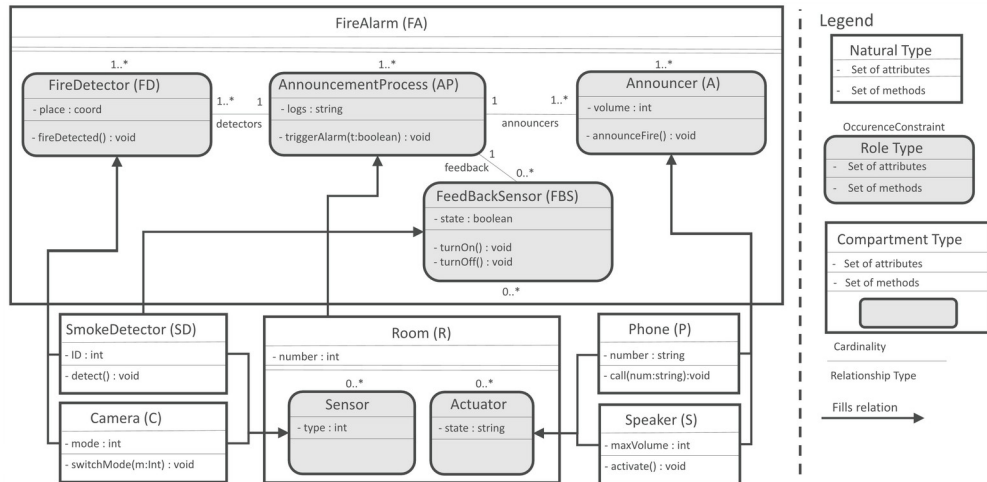 FireAlarm (FA)
1..*
1..*
1..*
FireDetector (FD)
- place : coord
- fireDetected() : void
1..*
1
detectors
AnnouncementProcess (AP)
- logs : string
- triggerAlarm(t:boolean) : void
1
1..*
announcers
Announcer (A)
- volume : int
- announceFire() : void
1
feedback
0..*
FeedBackSensor (FBS)
- state : boolean
- turnOn() : void
- turnOff() : void
0..*
SmokeDetector (SD)
- ID : int
- detect() : void
Camera (C)
- mode : int
- switchMode(m:Int) : void
Room (R)
- number : int
0..*
0..*
Sensor
- type : int
Actuator
- state : string
Phone (P)
- number : string
- call(num:string):void
Speaker (S)
- maxVolume : int
- activate() : void
Legend
Natural Type
- Set of attributes
- Set of methods
OccurenceConstraint
Role Type
- Set of attributes
- Set of methods
Compartment Type
- Set of attributes
- Set of methods
Cardinality
Relationship Type
Fills relation